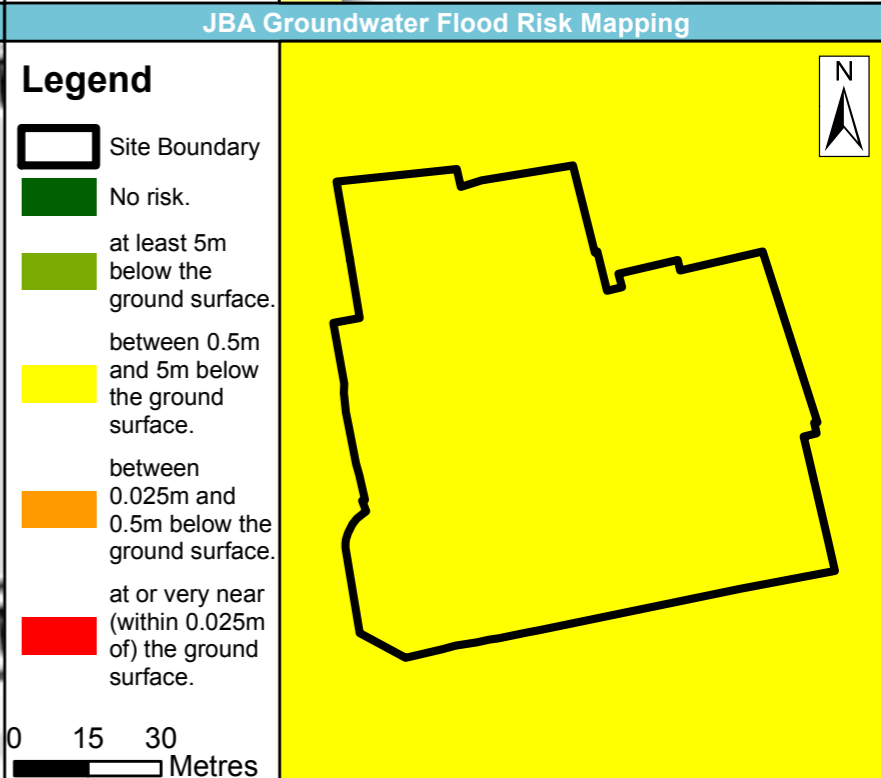 JBA Groundwater Flood Risk Mapping
Legend
Site Boundary
No risk.
at least 5m
below the
ground surface.
between 0.5m
and 5m below
the ground
surface.
between
0.025m and
0.5m below the
ground surface.
at or very near
(within 0.025m
of) the ground
surface.
0 15 30
Metres
N